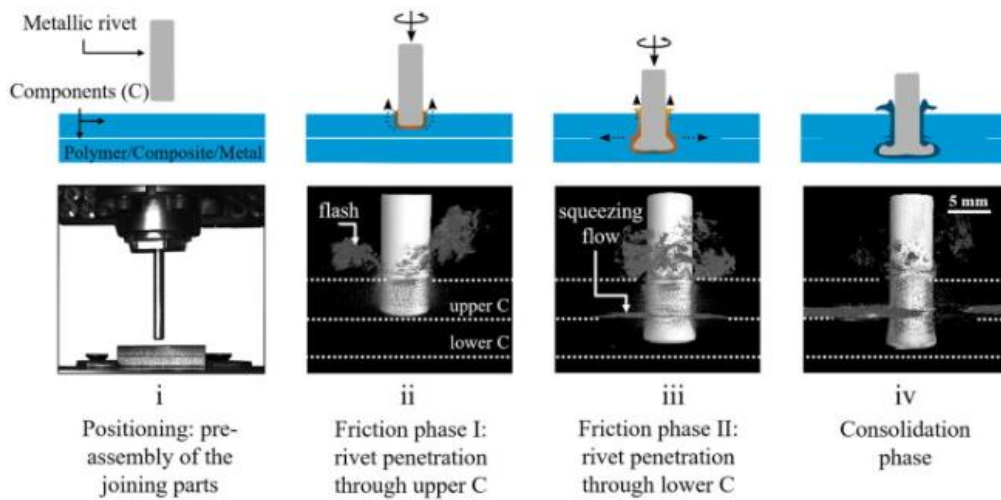 Metallic rivet
Components (C)
Polymer/Composite/Metal
flash
upper C
lower C
squeezing
flow
5 mm
i
ii
iii
iv
Positioning: pre-
assembly of the
joining parts
Friction phase I:
rivet penetration
through upper C
Friction phase II:
rivet penetration
through lower C
Consolidation
phase